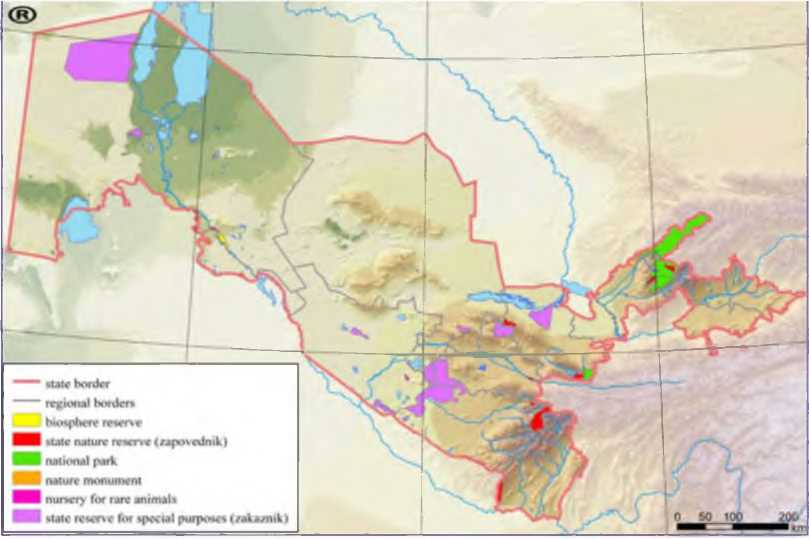 ®
state border
regional borders
biosphere reserve
state nature reserve (zapovednik)
national park
nature monument
nursery for rare animals
state reserve for special purposes (zakaznik)
0 50 100 200
km